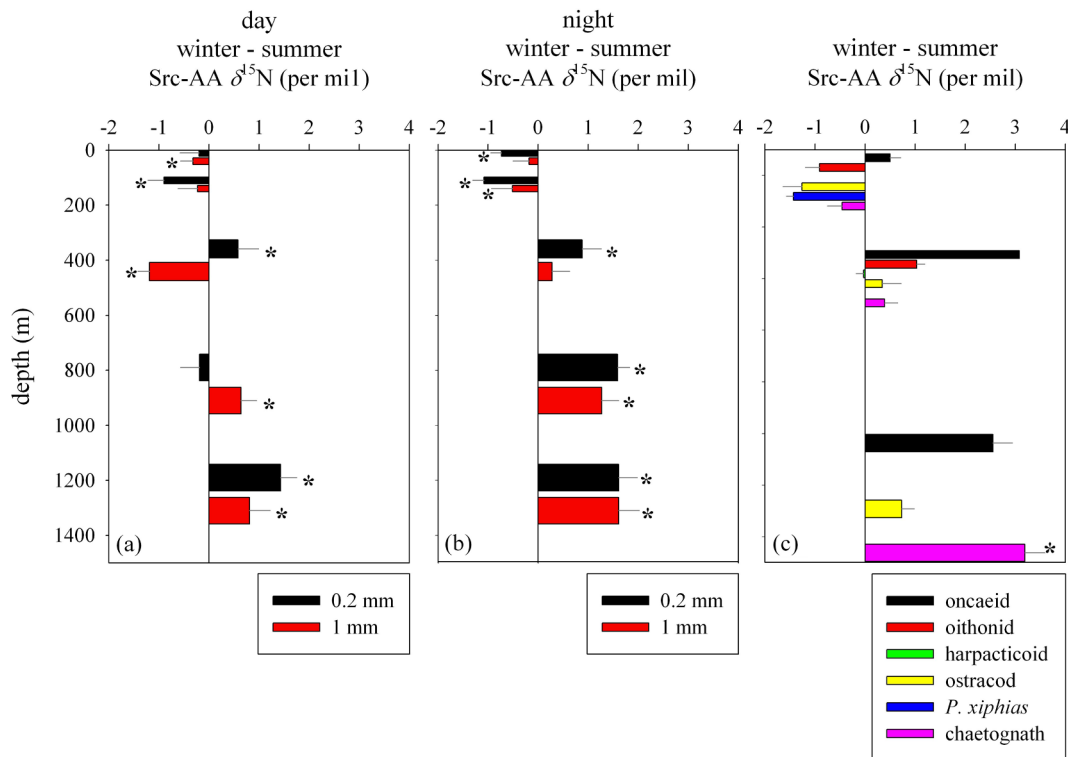 day
winter - summer
Src-AA δ¹⁵N (per mi1)
night
winter - summer
Src-AA δ¹⁵N (per mil)
winter - summer
Src-AA δ¹⁵N (per mil)
-2 -1 0 1 2 3 4
-2 -1 0 1 2 3 4
-2 -1 0 1 2 3 4
depth (m)
0
200
400
600
800
1000
1200
1400
* * * * * * * *
* * * * * * * *
*
(a)
(b)
(c)
0.2 mm
1 mm
0.2 mm
1 mm
oncaeid
oithonid
harpacticoid
ostracod
P. xiphias
chaetognath